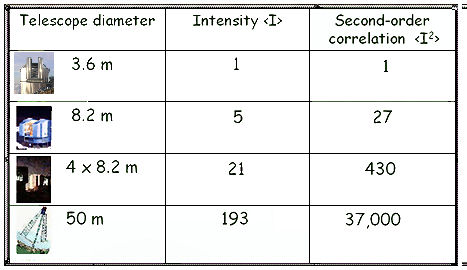 Telescope diameter Intensity <I> Second-order
correlation <I²>
3.6 m 1 1
8.2 m 5 27
4 x 8.2 m 21 430
50 m 193 37,000